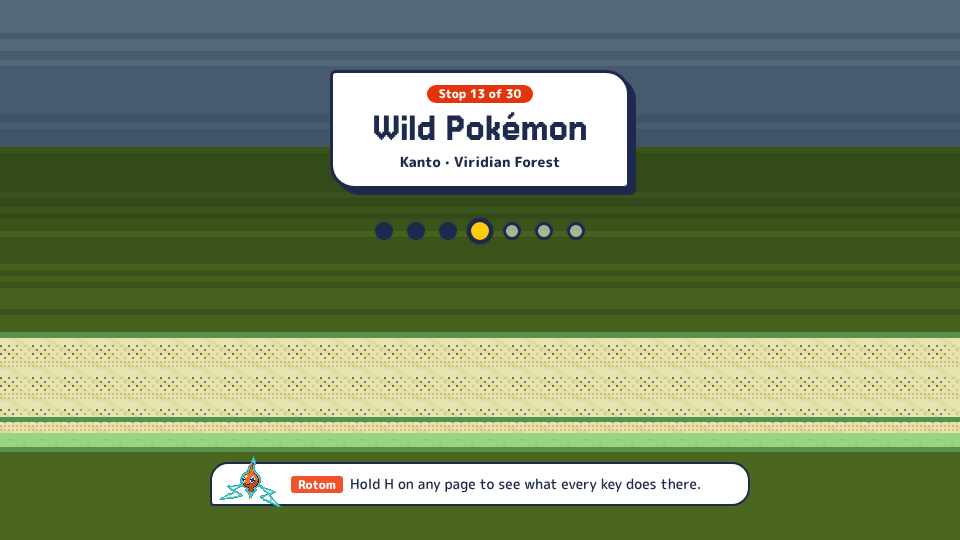 Stop 13 of 30
Wild Pokémon
Kanto · Viridian Forest
Rotom Hold H on any page to see what every key does there.